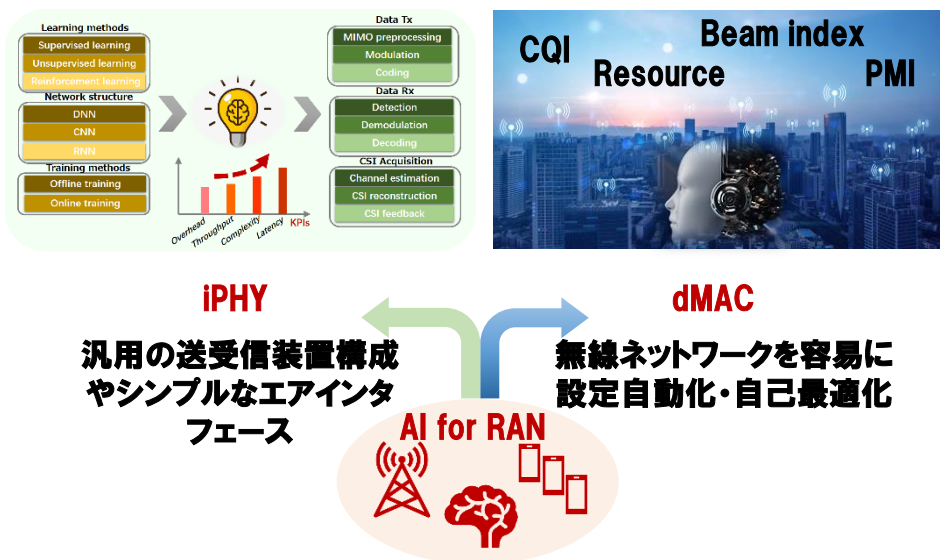 Learning methods
Supervised learning
Unsupervised learning
Reinforcement learning
Network structure
DNN
CNN
RNN
Training methods
Offline training
Online training
Overhead
Throughput
Complexity
Latency
KPIs
Data Tx
MIMO preprocessing
Modulation
Coding
Data Rx
Detection
Demodulation
Decoding
CSI Acquisition
Channel estimation
CSI reconstruction
CSI feedback
CQI
Beam index
Resource
PMI
iPHY
汎用の送受信装置構成
やシンプルなエアインタ
フェース
dMAC
無線ネットワークを容易に
設定自動化・自己最適化
AI for RAN